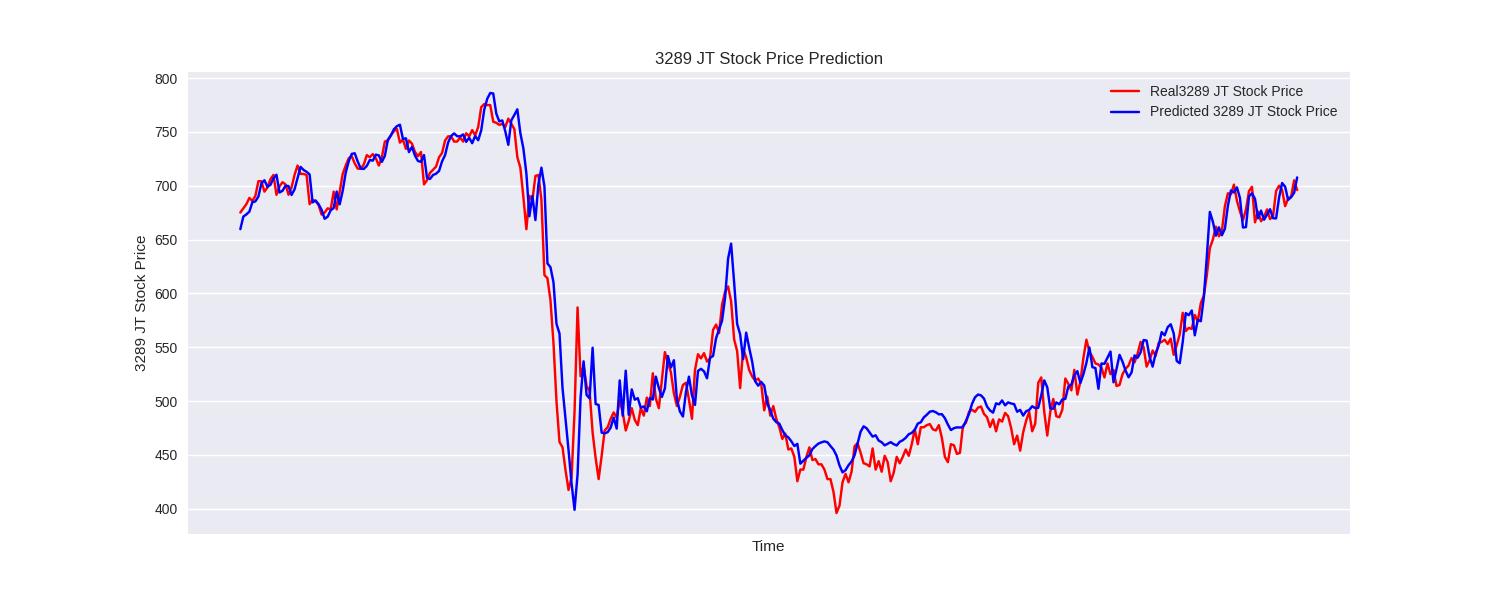 3289 JT Stock Price Prediction
Real3289 JT Stock Price
Predicted 3289 JT Stock Price
3289 JT Stock Price
800
750
700
650
600
550
500
450
400
Time